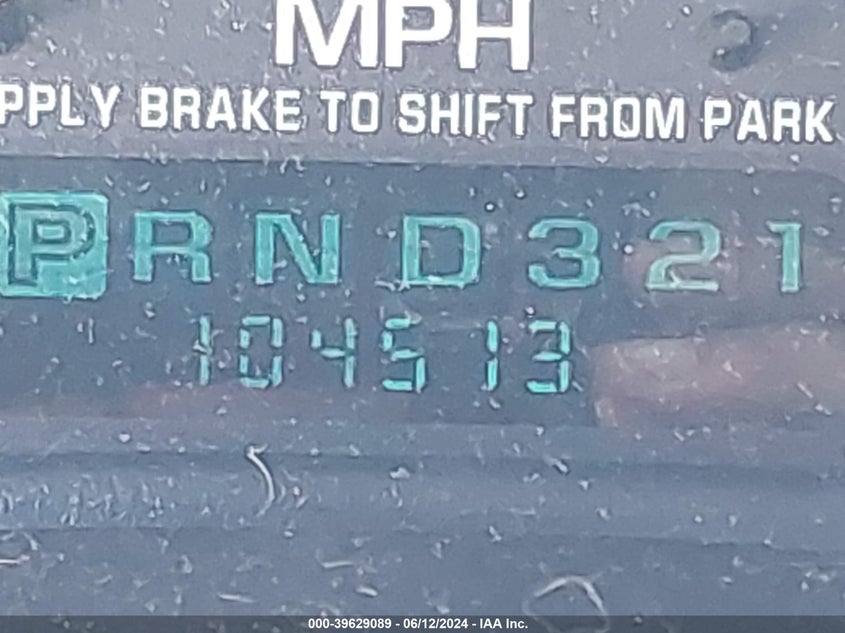 MPH
PPLY BRAKE TO SHIFT FROM PARK
P R N D 3 2 1
104513
000-39629089 - 06/12/2024 - IAA Inc.